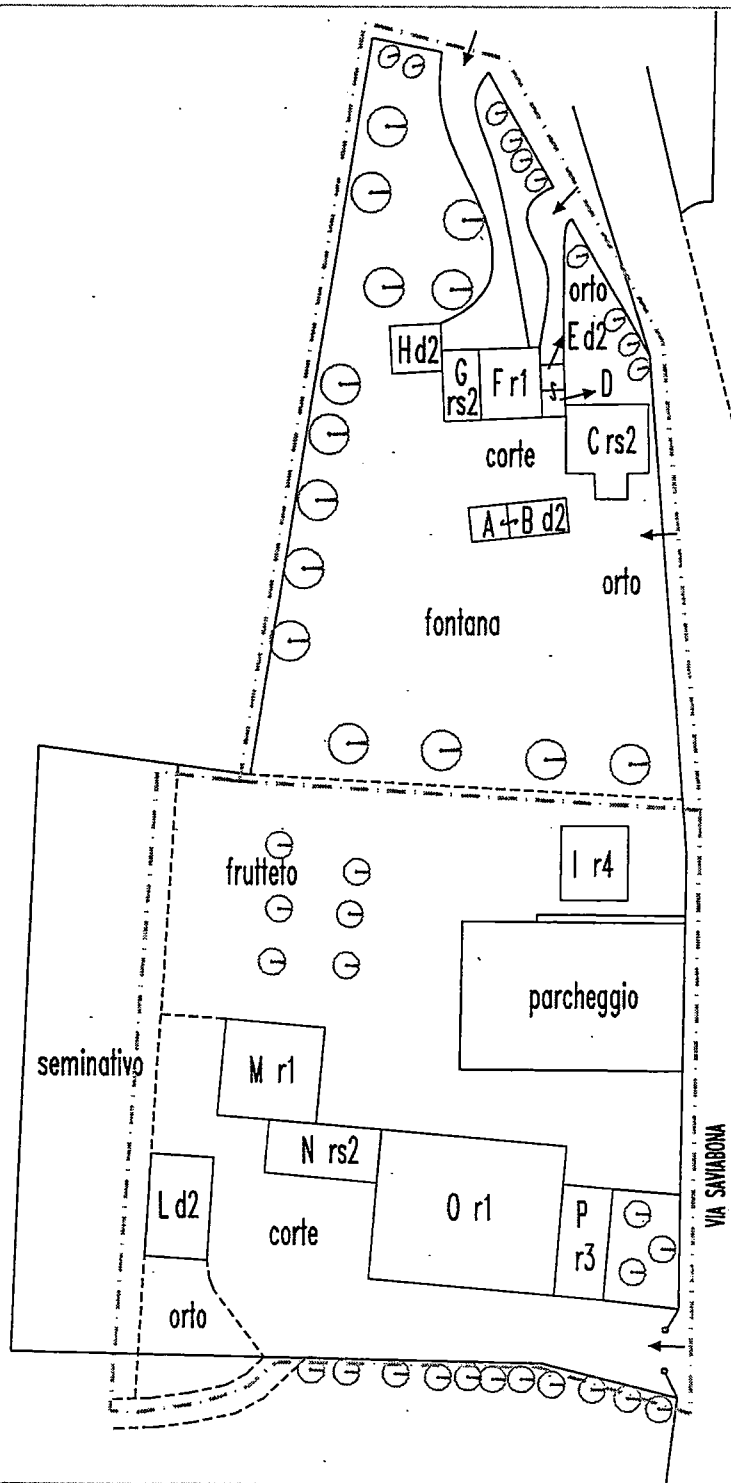 orto
E d2
H d2
G
rs2
F r1
S
D
C rs2
corte
A
B d2
orto
fontana
frutteto
I r4
parcheggio
seminativo
M r1
N rs2
L d2
O r1
P
r3
corte
orto
VIA SAVIABONA